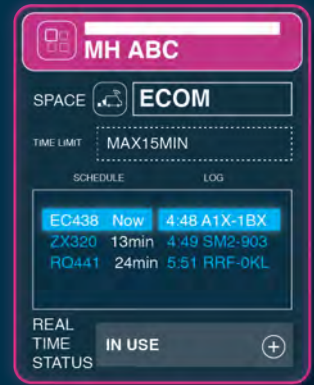 MH ABC
SPACE ECOM
TIME LIMIT MAX15MIN
SCHEDULE LOG
EC438 Now 4:48 A1X-1BX
ZX320 13min 4:49 SM2-903
RQ441 24min 5:51 RRF-0KL
REAL
TIME IN USE
STATUS